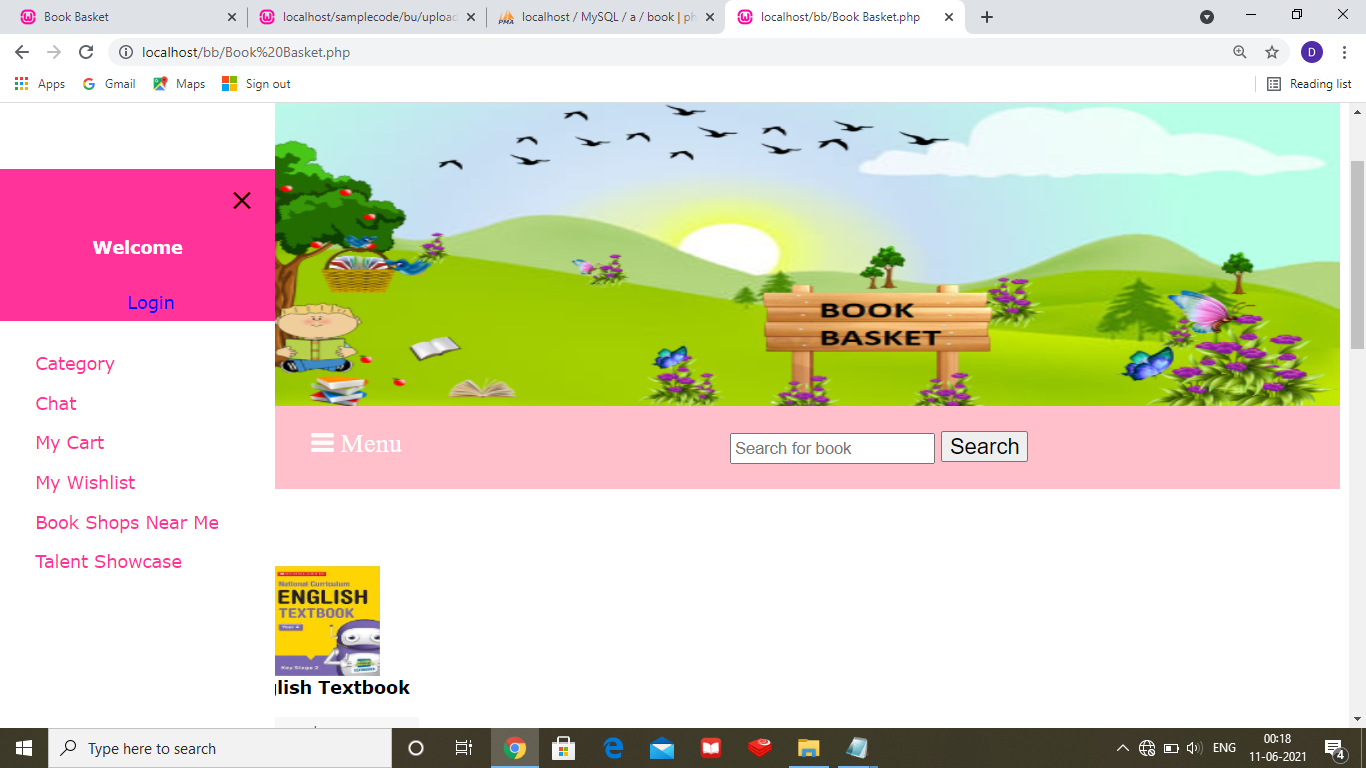 Book Basket
localhost/samplecode/bu/upload
localhost / MySQL / a / book | ph
localhost/bb/Book Basket.php
localhost/bb/Book%20Basket.php
D
Apps
Gmail
Maps
Sign out
Reading list
BOOK
BASKET
Welcome
Login
Menu
Search for book
Search
Category
Chat
My Cart
My Wishlist
Book Shops Near Me
Talent Showcase
National Curriculum
ENGLISH
TEXTBOOK
Year 4
Key Stage 2
lish Textbook
Type here to search
ENG
00:18
11-06-2021
4